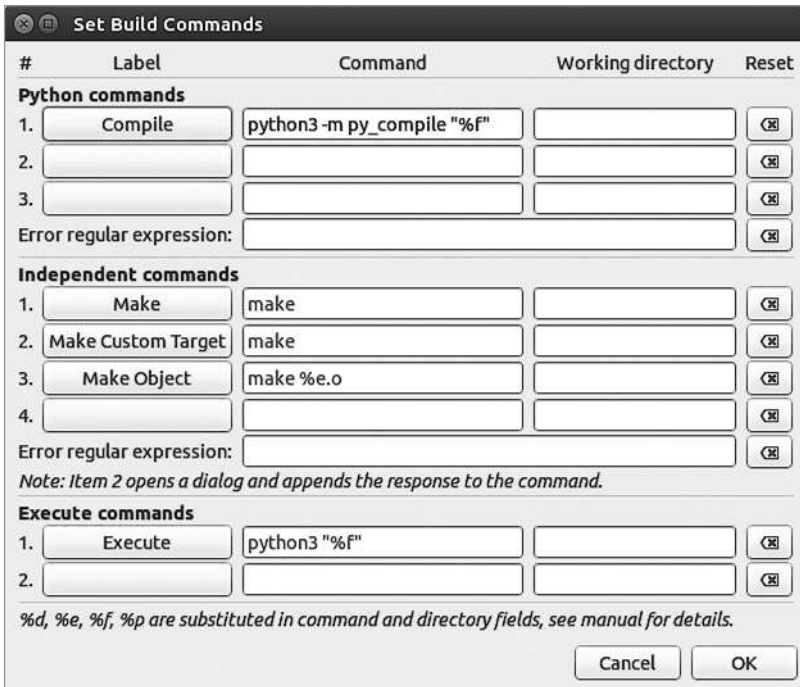 Set Build Commands
# Label Command Working directory Reset
Python commands
1. Compile python3 -m py_compile "%f"
2.
3.
Error regular expression:
Independent commands
1. Make make
2. Make Custom Target make
3. Make Object make %e.o
4.
Error regular expression:
Note: Item 2 opens a dialog and appends the response to the command.
Execute commands
1. Execute python3 "%f"
2.
%d, %e, %f, %p are substituted in command and directory fields, see manual for details.
Cancel OK